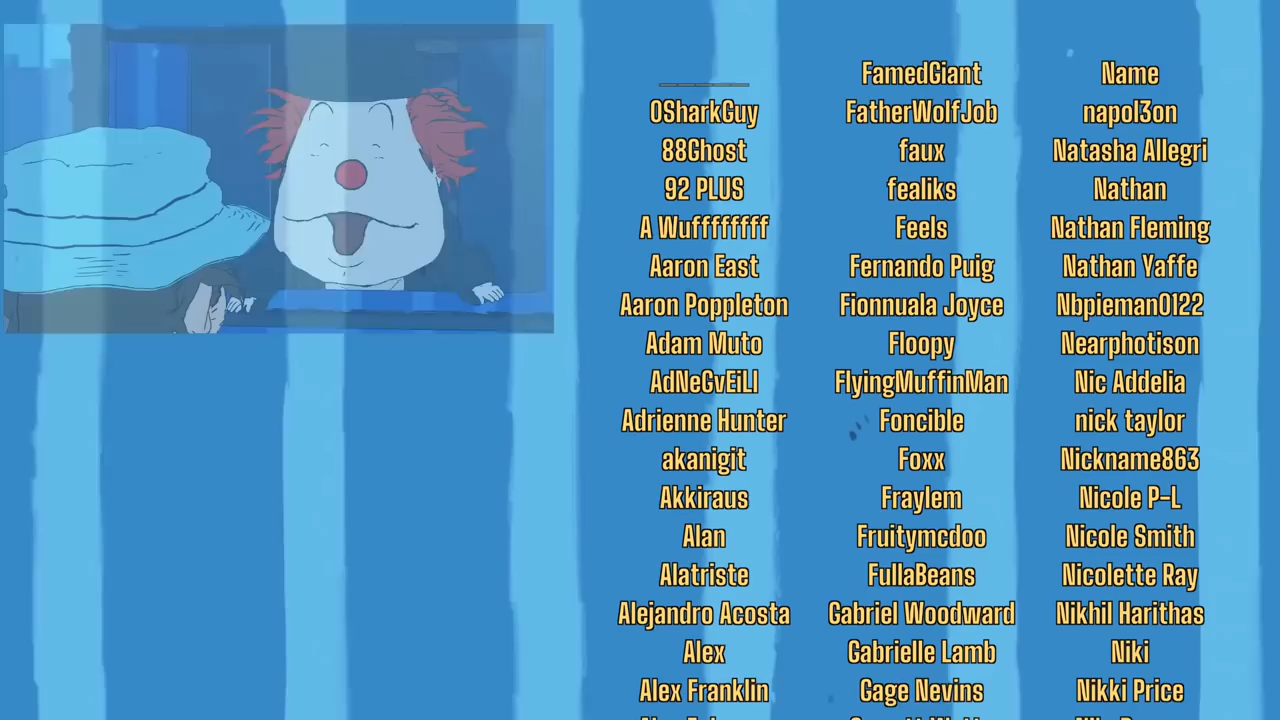 ________
0SharkGuy
88Ghost
92 PLUS
A Wuffffffff
Aaron East
Aaron Poppleton
Adam Muto
AdNeGvEiLl
Adrienne Hunter
akanigit
Akkiraus
Alan
Alatriste
Alejandro Acosta
Alex
Alex Franklin
FamedGiant
FatherWolfJob
faux
fealiks
Feels
Fernando Puig
Fionnuala Joyce
Floopy
FlyingMuffinMan
Foncible
Foxx
Fraylem
Fruitymcdoo
FullaBeans
Gabriel Woodward
Gabrielle Lamb
Gage Nevins
Name
napol3on
Natasha Allegri
Nathan
Nathan Fleming
Nathan Yaffe
Nbpieman0122
Nearphotison
Nic Addelia
nick taylor
Nickname863
Nicole P-L
Nicole Smith
Nicolette Ray
Nikhil Harithas
Niki
Nikki Price